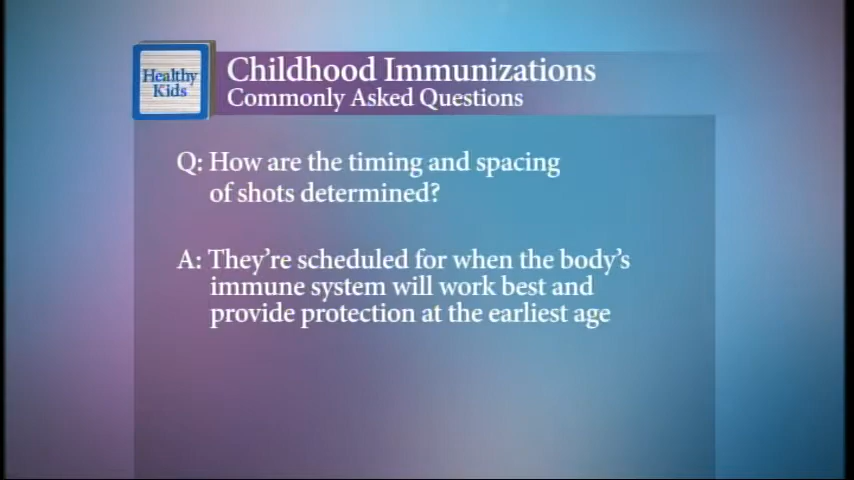 Healthy
Kids
Childhood Immunizations
Commonly Asked Questions
Q: How are the timing and spacing
of shots determined?
A: They're scheduled for when the body's
immune system will work best and
provide protection at the earliest age